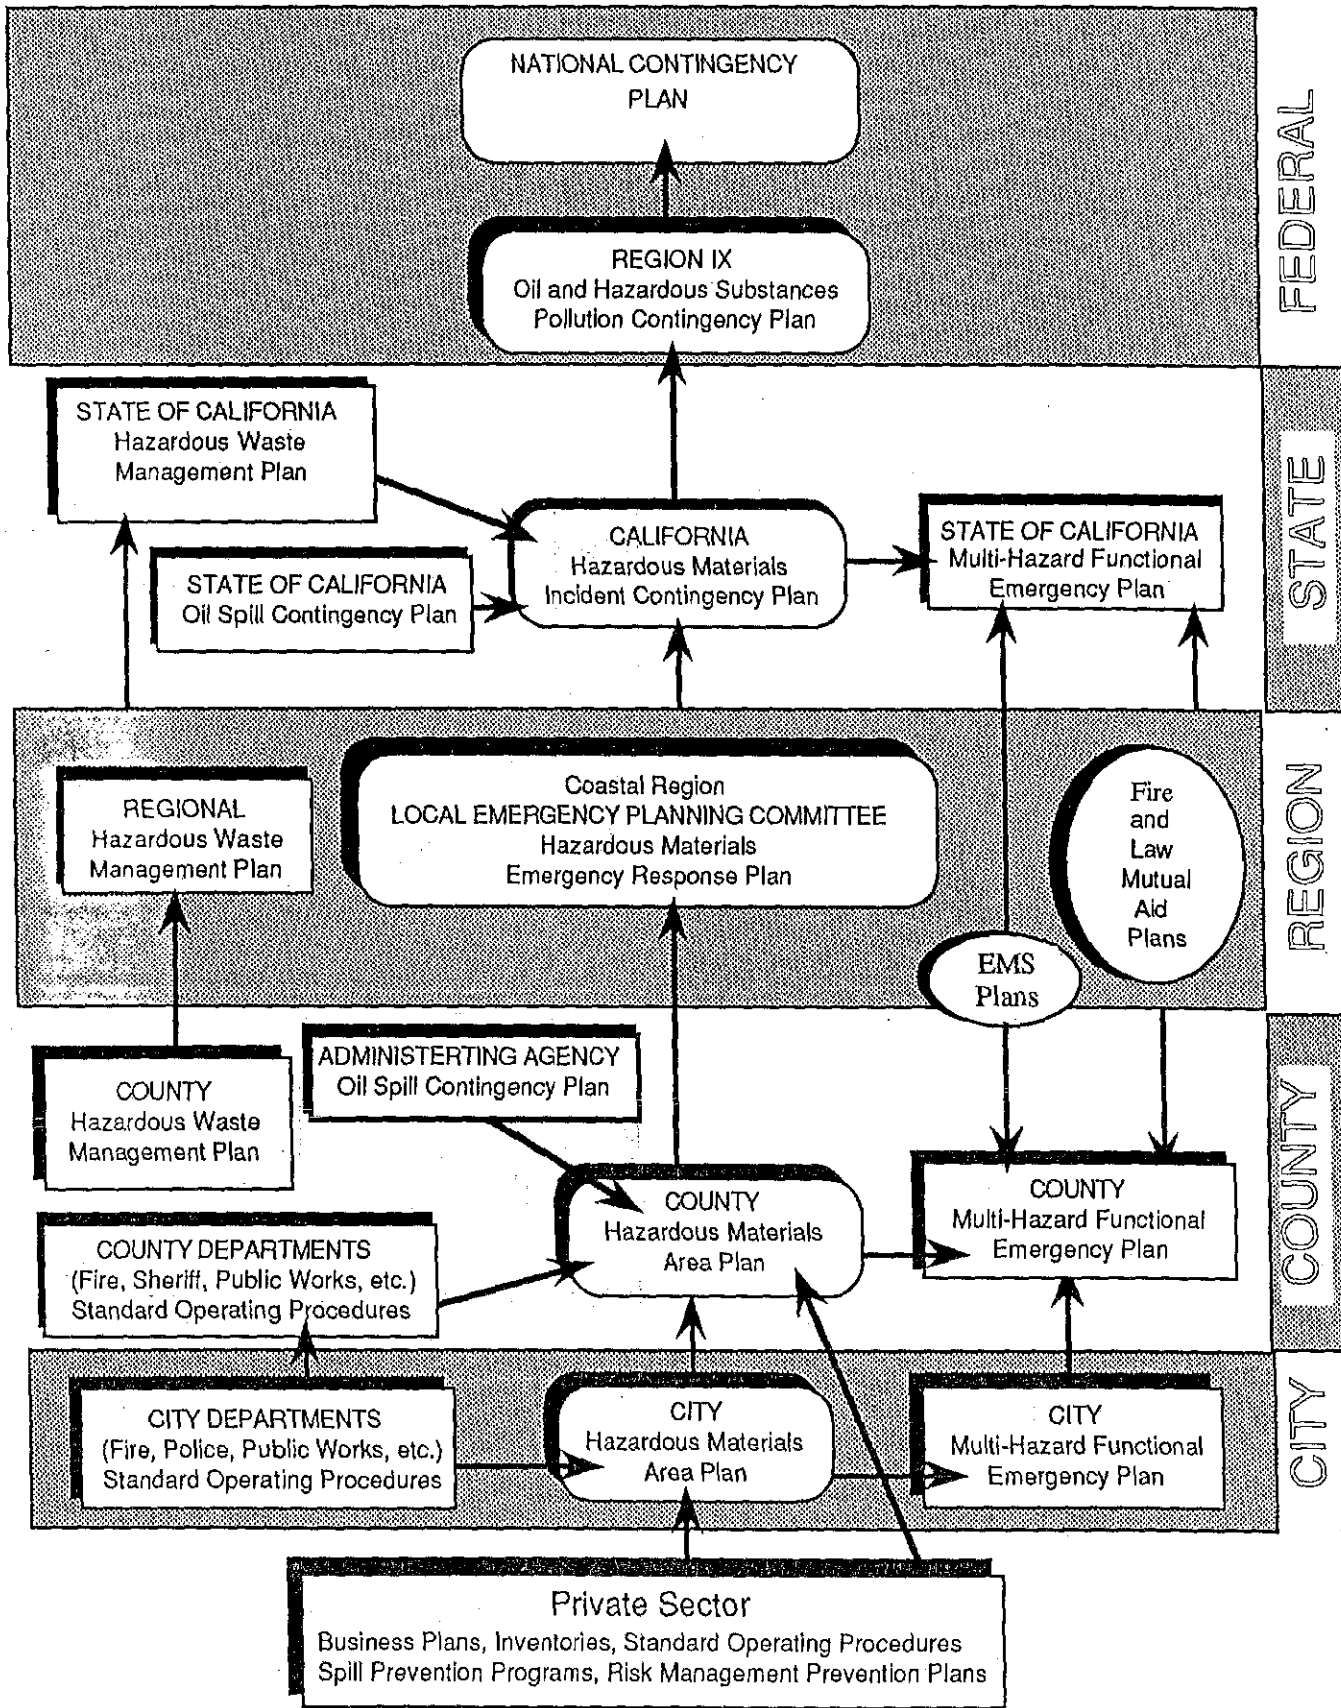 NATIONAL CONTINGENCY
PLAN
REGION IX
Oil and Hazardous Substances
Pollution Contingency Plan
FEDERAL
STATE OF CALIFORNIA
Hazardous Waste
Management Plan
STATE OF CALIFORNIA
Oil Spill Contingency Plan
CALIFORNIA
Hazardous Materials
Incident Contingency Plan
STATE OF CALIFORNIA
Multi-Hazard Functional
Emergency Plan
STATE
REGIONAL
Hazardous Waste
Management Plan
Coastal Region
LOCAL EMERGENCY PLANNING COMMITTEE
Hazardous Materials
Emergency Response Plan
EMS
Plans
Fire
and
Law
Mutual
Aid
Plans
REGION
COUNTY
Hazardous Waste
Management Plan
ADMINISTERTING AGENCY
Oil Spill Contingency Plan
COUNTY DEPARTMENTS
(Fire, Sheriff, Public Works, etc.)
Standard Operating Procedures
COUNTY
Hazardous Materials
Area Plan
COUNTY
Multi-Hazard Functional
Emergency Plan
COUNTY
CITY DEPARTMENTS
(Fire, Police, Public Works, etc.)
Standard Operating Procedures
CITY
Hazardous Materials
Area Plan
CITY
Multi-Hazard Functional
Emergency Plan
CITY
Private Sector
Business Plans, Inventories, Standard Operating Procedures
Spill Prevention Programs, Risk Management Prevention Plans